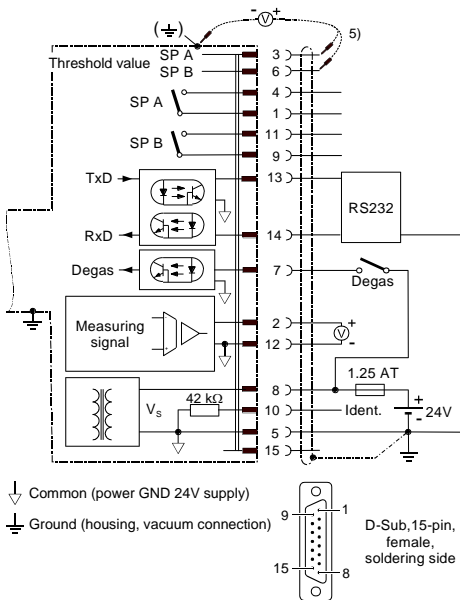 - V +
5)
Threshold value
SP A
3
SP B
6
SP A
4
1
SP B
11
9
TxD
13
RS232
RxD
14
Degas
7
Degas
Measuring
signal
2
+
V
12
-
1.25 AT
8
VS
42 kΩ
10
Ident.
+
-
24V
5
15
Common (power GND 24V supply)
Ground (housing, vacuum connection)
9
1
15
8
D-Sub,15-pin,
female,
soldering side